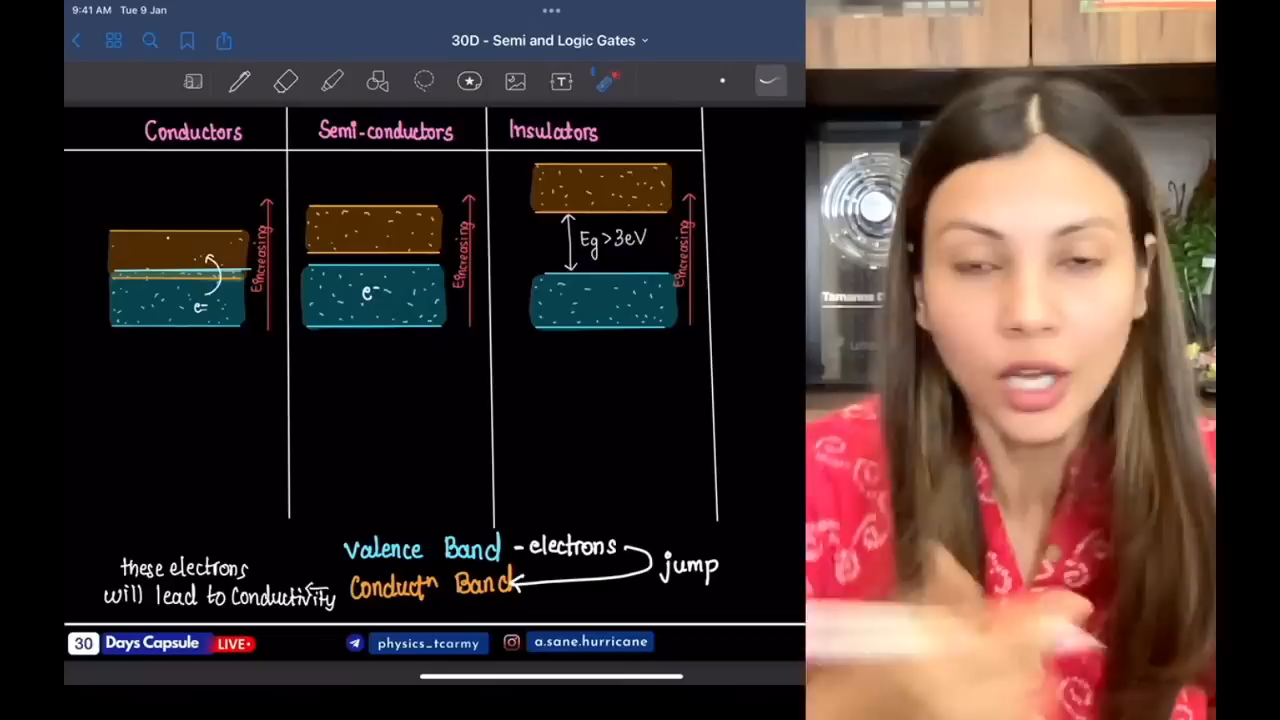 9:41 AM Tue 9 Jan
30D - Semi and Logic Gates
T
Conductors
Semi-conductors
Insulators
Eg>3eV
E increasing
E increasing
E increasing
e-
e-
Valence Band - electrons
Conductn Band
jump
these electrons
will lead to conductivity
30 Days Capsule LIVE
physics_tcarmy
a.sane.hurricane
Tamanna